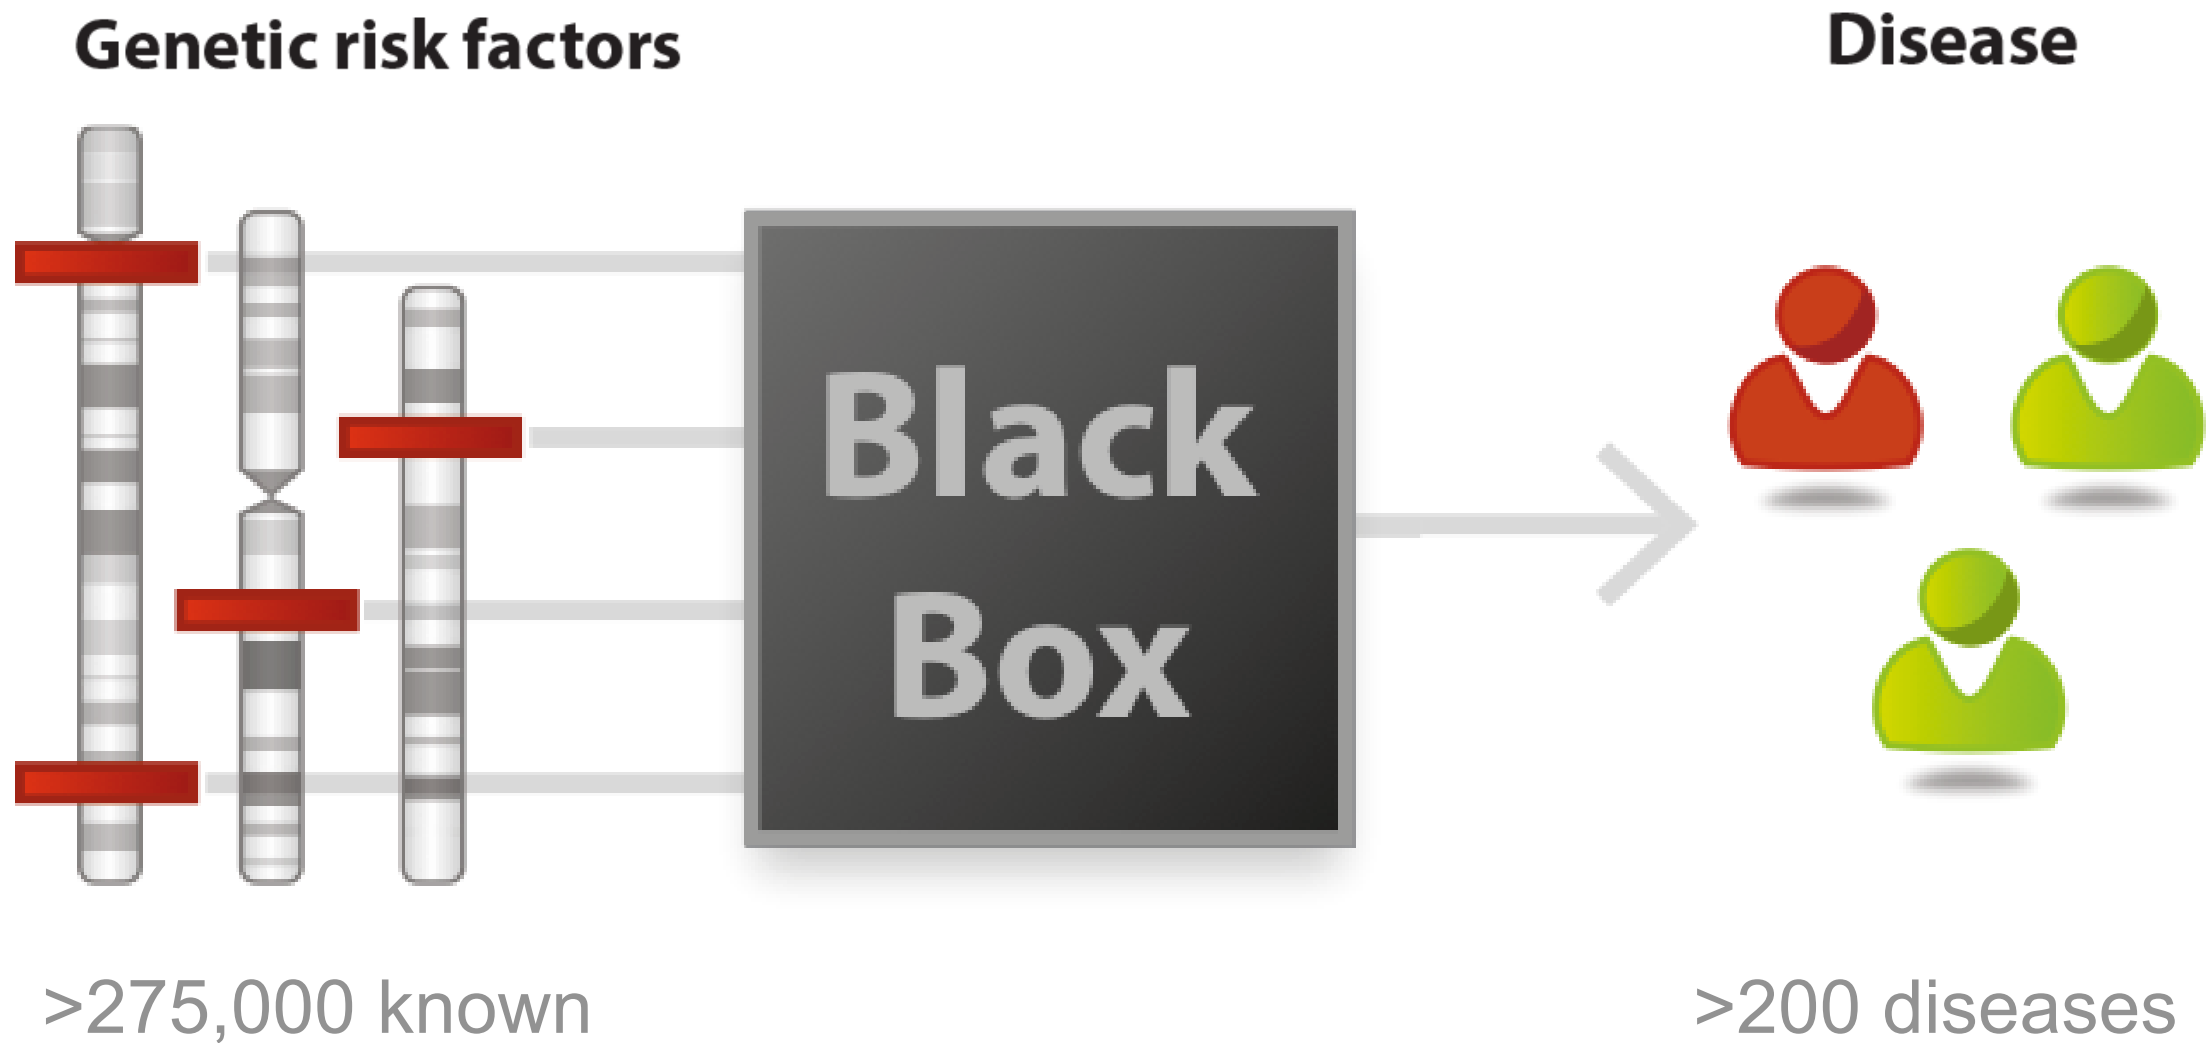 Genetic risk factors
Disease
Black
Box
>275,000 known
>200 diseases